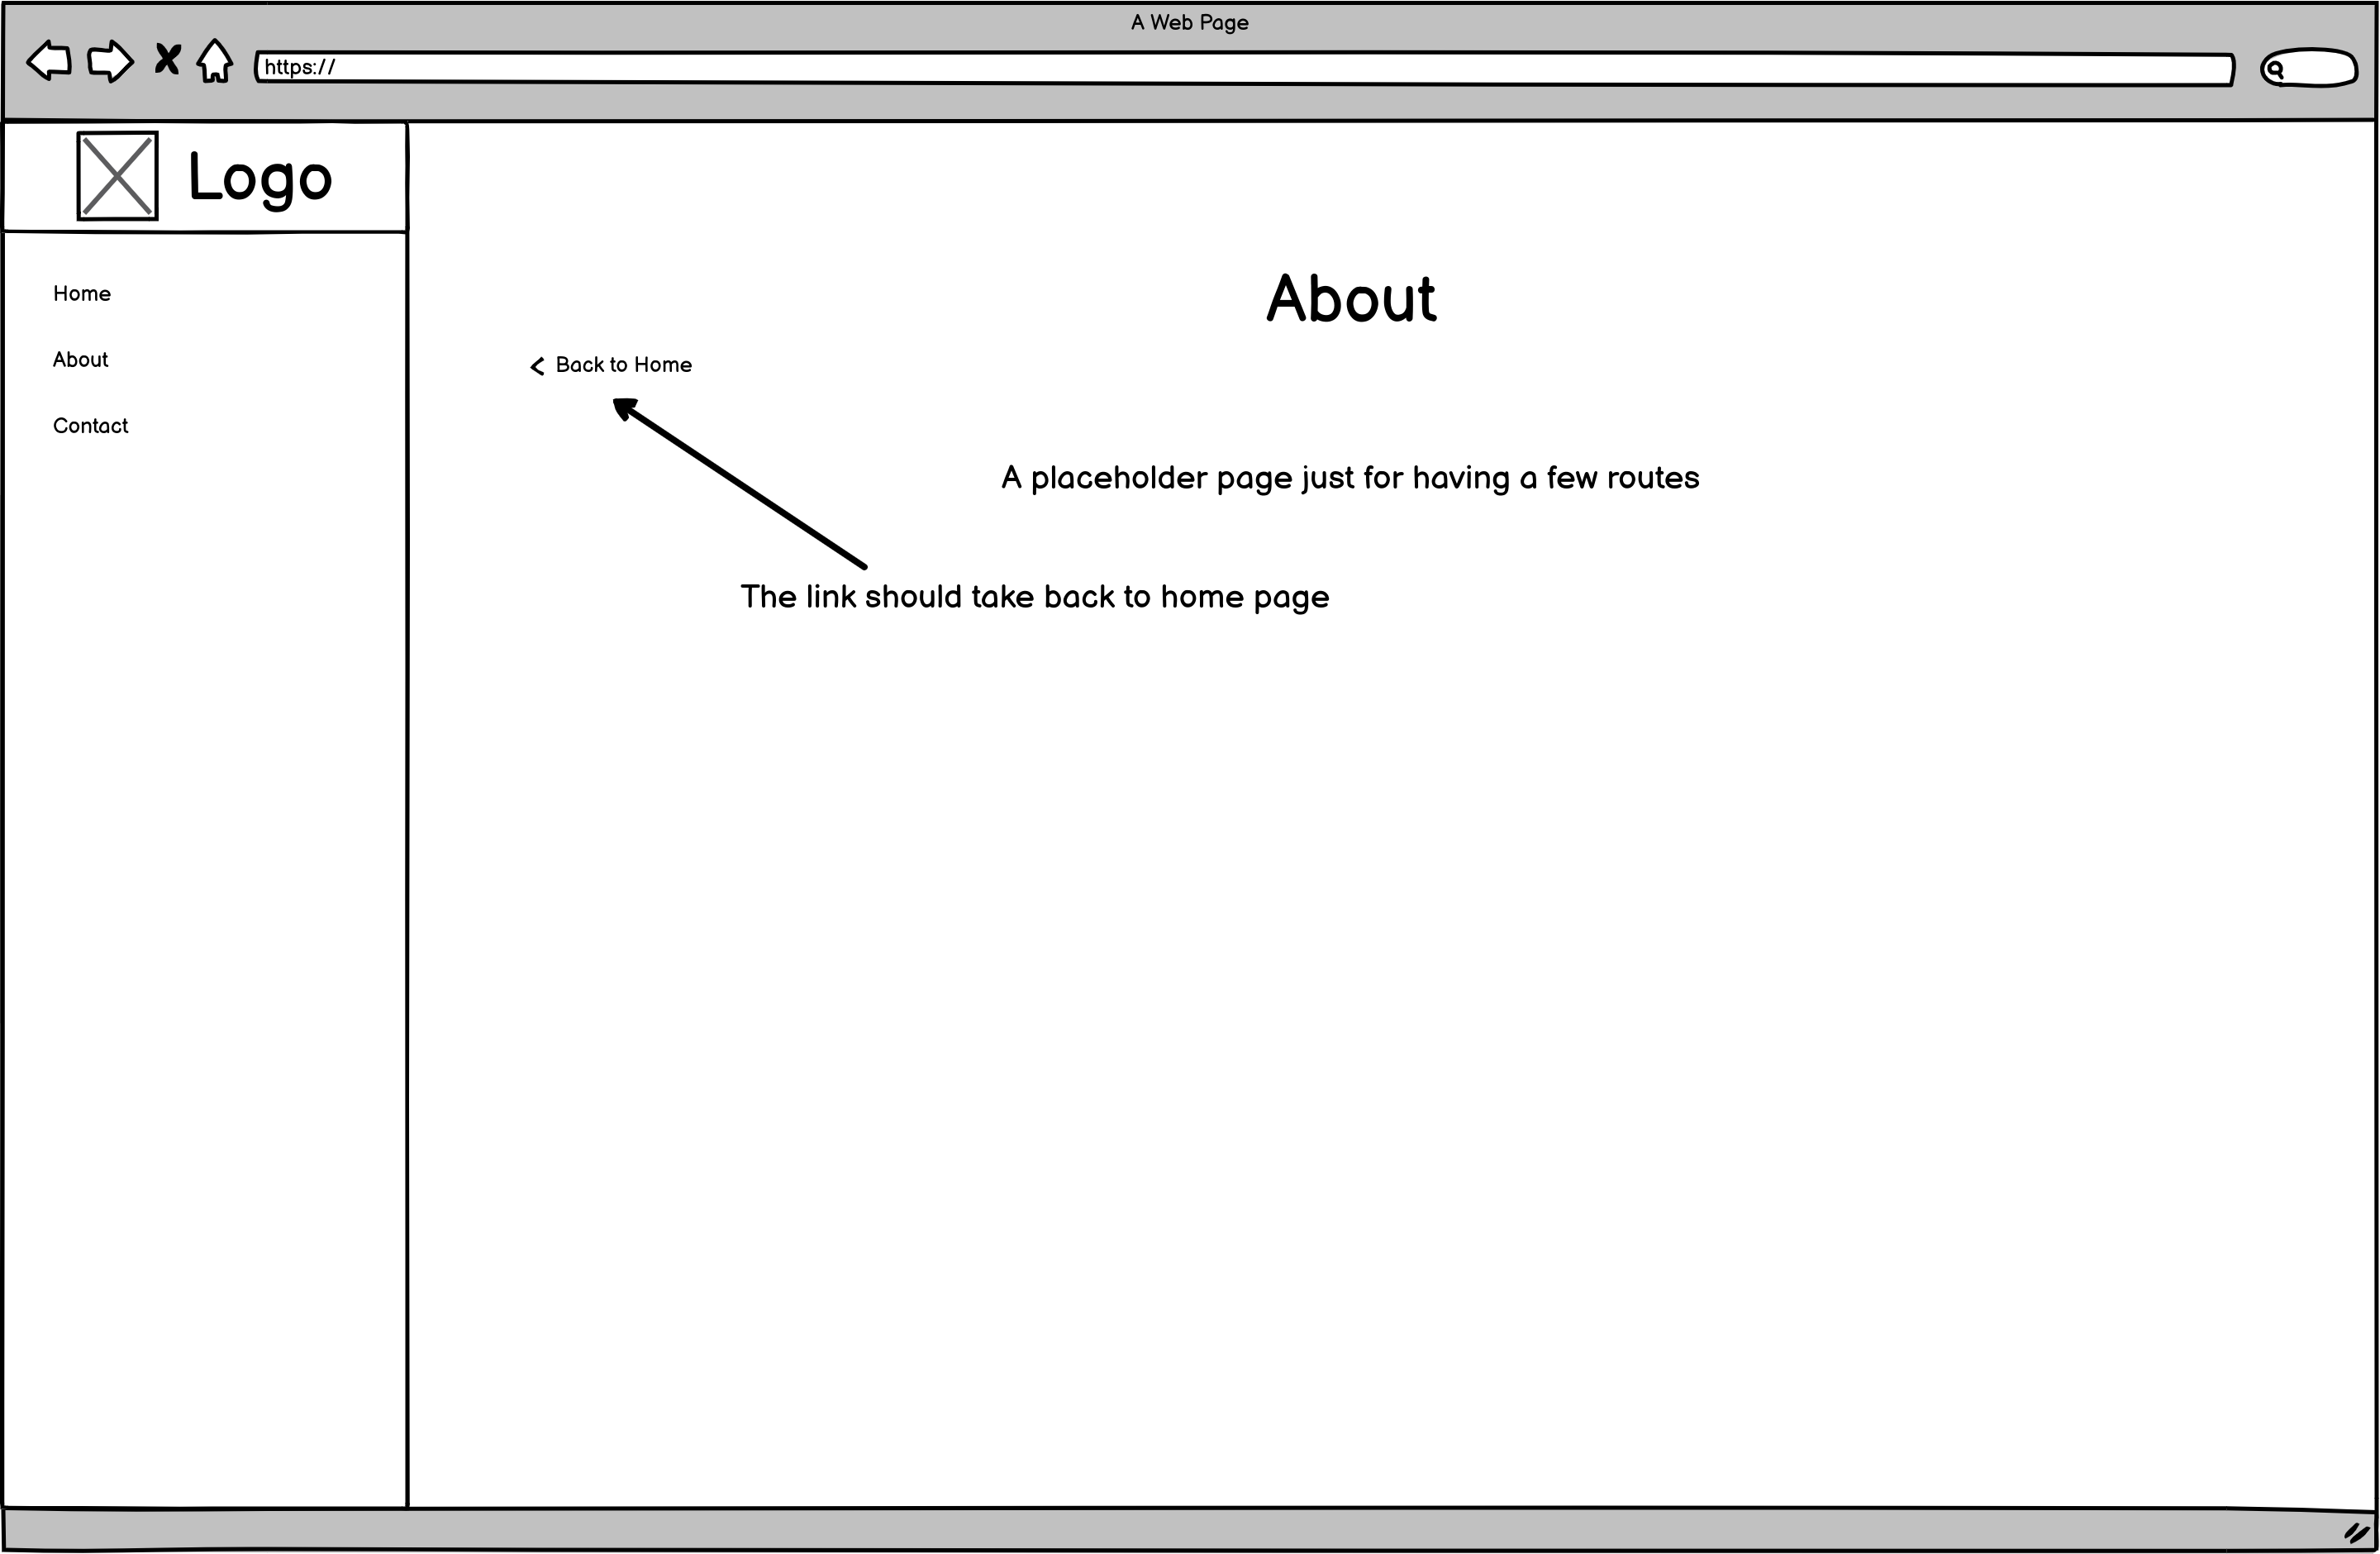 A Web Page
https://
Logo
Home
About
Contact
About
Back to Home
A placeholder page just for having a few routes
The link should take back to home page